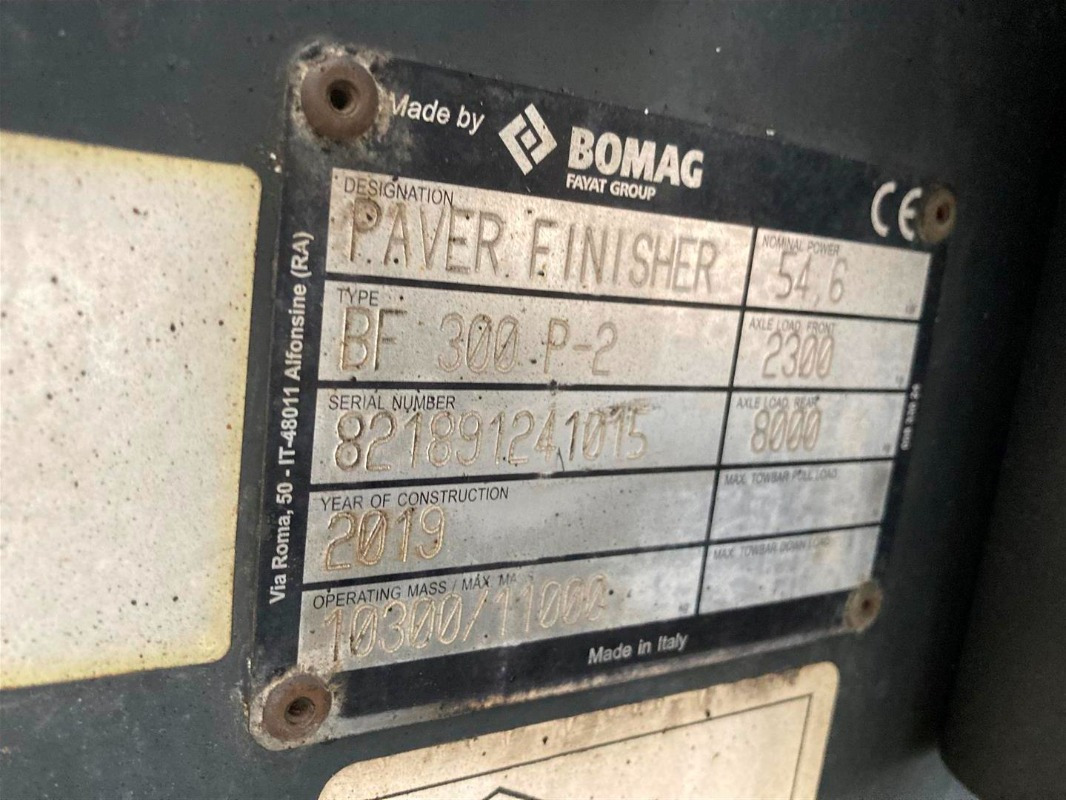 Made by BOMAG
FAYAT GROUP
CE
DESIGNATION
PAVER FINISHER
NOMINAL POWER
54,6
TYPE
BF 300 P-2
AXLE LOAD FRONT
2300
SERIAL NUMBER
821891241015
AXLE LOAD REAR
8000
YEAR OF CONSTRUCTION
2019
MAX. TOWBAR PULL LOAD
OPERATING MASS / MAX. MASS
10300/11000
MAX. TOWBAR DOWN LOAD
Made in Italy
Via Roma, 50 - IT-48011 Alfonsine (RA)